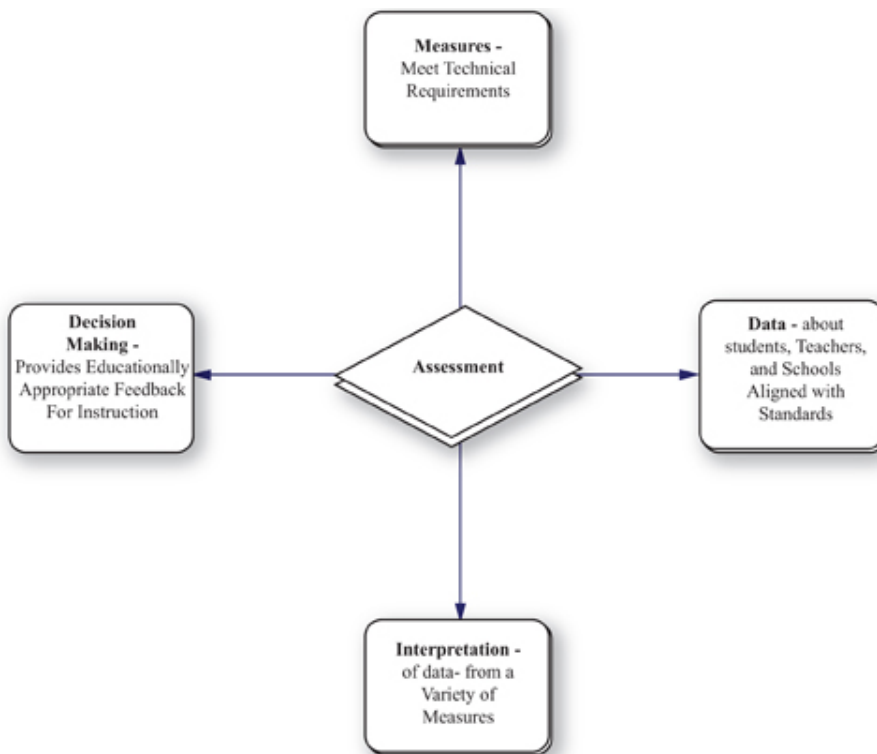 Measures -
Meet Technical
Requirements
Decision
Making -
Provides Educationally
Appropriate Feedback
For Instruction
Assessment
Data - about
students, Teachers,
and Schools
Aligned with
Standards
Interpretation -
of data- from a
Variety of
Measures